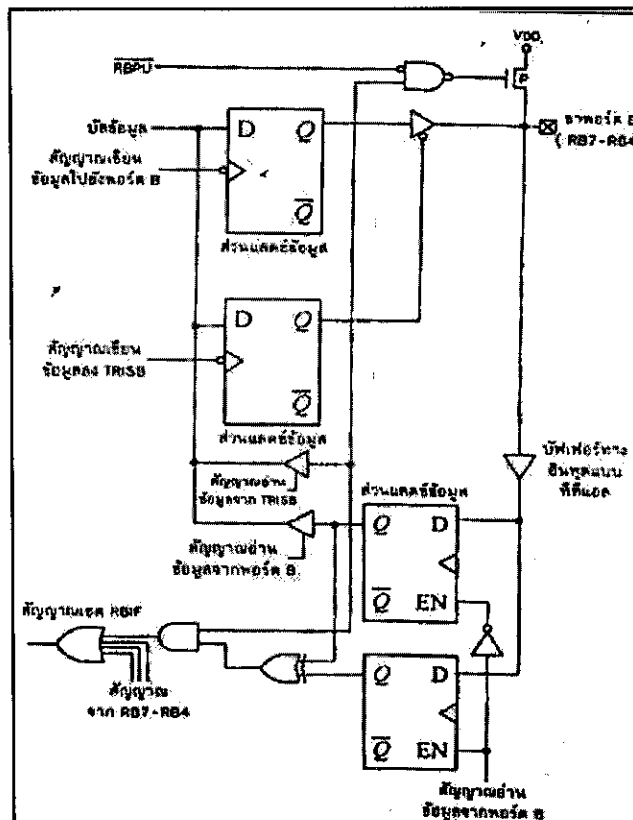 VDD
RBPU
P
ขาพอร์ต B
(RB7-RB4)
บัสข้อมูล
D
Q
สัญญาณเขียน
ข้อมูลไปยังพอร์ต B
Q
ส่วนแลตช์ข้อมูล
D
Q
สัญญาณเขียน
ข้อมูลลง TRISB
Q
ส่วนแลตช์ข้อมูล
บัฟเฟอร์ทาง
อินพุตแบบ
ทีทีแอล
สัญญาณอ่าน
ข้อมูลจาก TRISB
ส่วนแลตช์ข้อมูล
Q
D
สัญญาณอ่าน
ข้อมูลจากพอร์ต B
Q
EN
สัญญาณเซต RBIF
Q
D
สัญญาณ
จาก RB7-RB4
Q
EN
สัญญาณอ่าน
ข้อมูลจากพอร์ต B